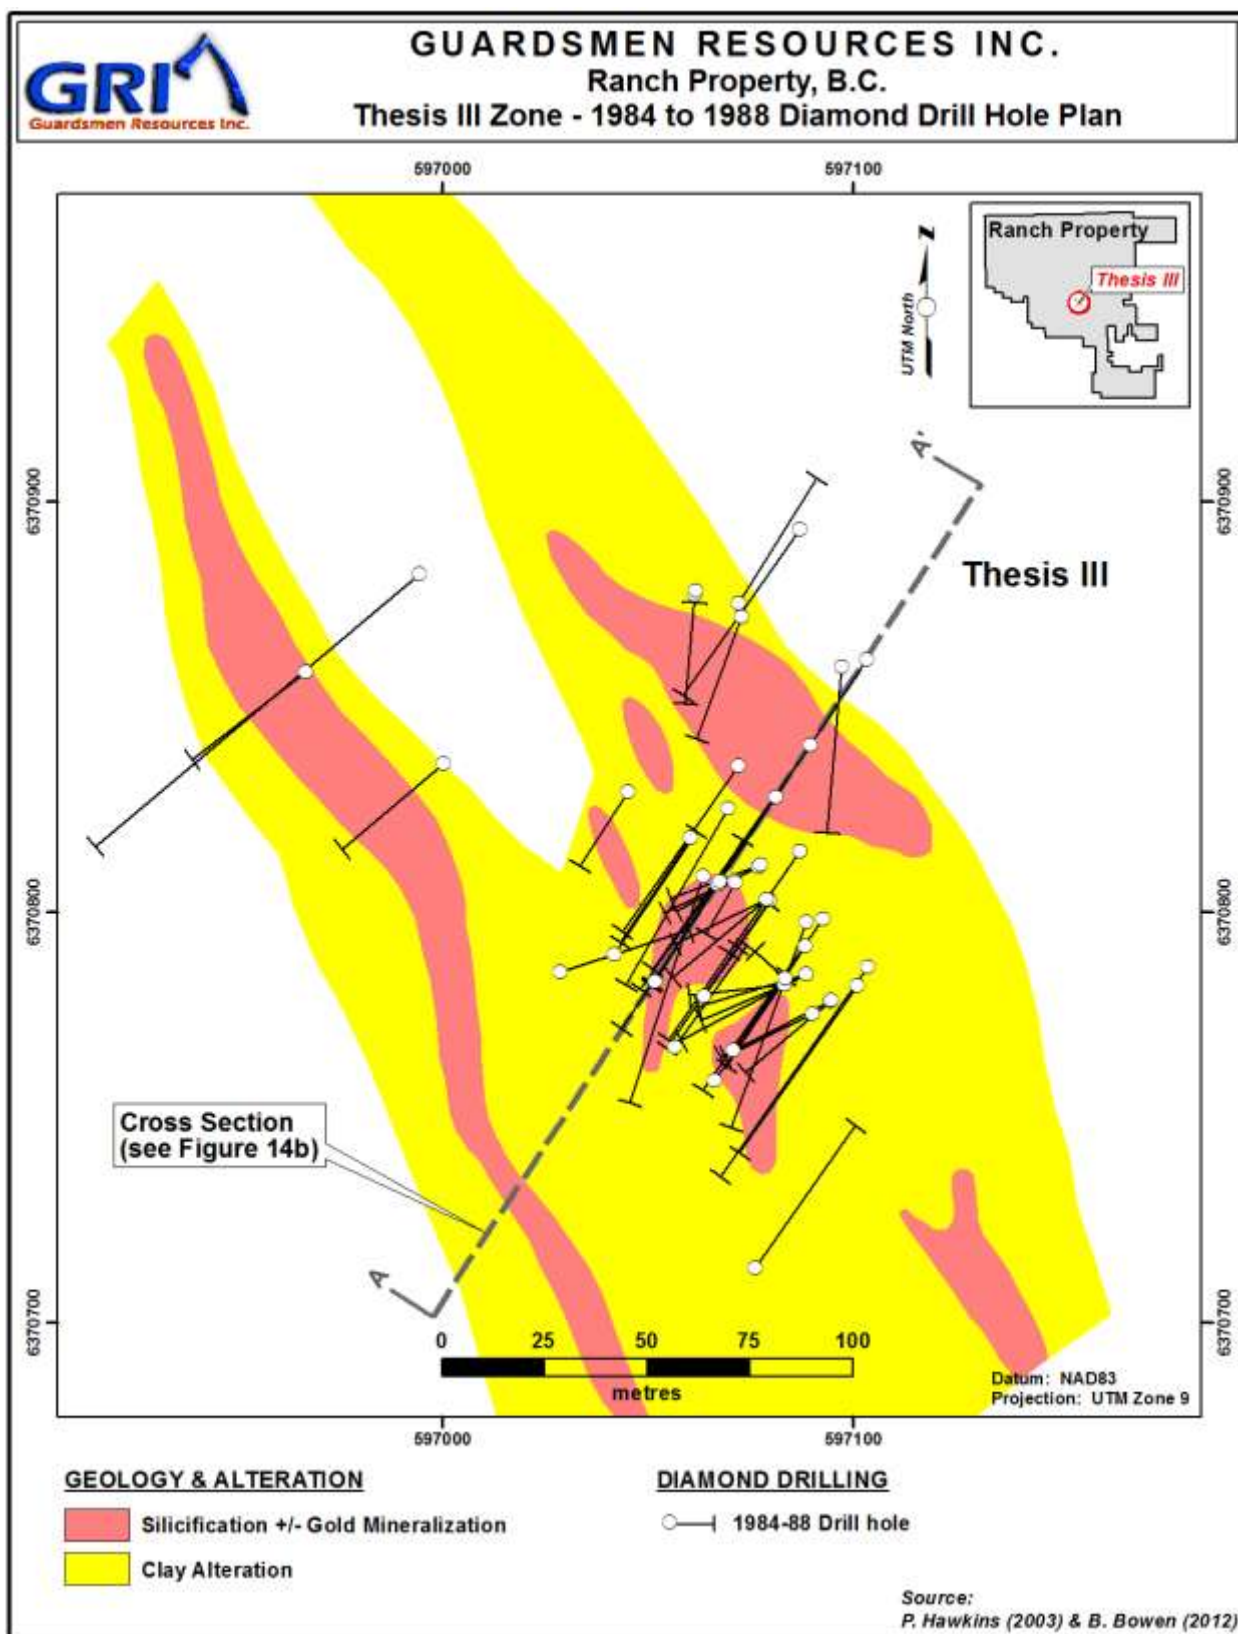 GRI
Guardsmen Resources Inc.
GUARDSMEN RESOURCES INC.
Ranch Property, B.C.
Thesis III Zone - 1984 to 1988 Diamond Drill Hole Plan
597000
597100
Ranch Property
Thesis III
UTM North
N
A'
6370900
6370900
Thesis III
6370800
6370800
Cross Section
(see Figure 14b)
A
6370700
6370700
0 25 50 75 100
metres
Datum: NAD83
Projection: UTM Zone 9
597000
597100
GEOLOGY & ALTERATION
Silicification +/- Gold Mineralization
Clay Alteration
DIAMOND DRILLING
1984-88 Drill hole
Source:
P. Hawkins (2003) & B. Bowen (2012)